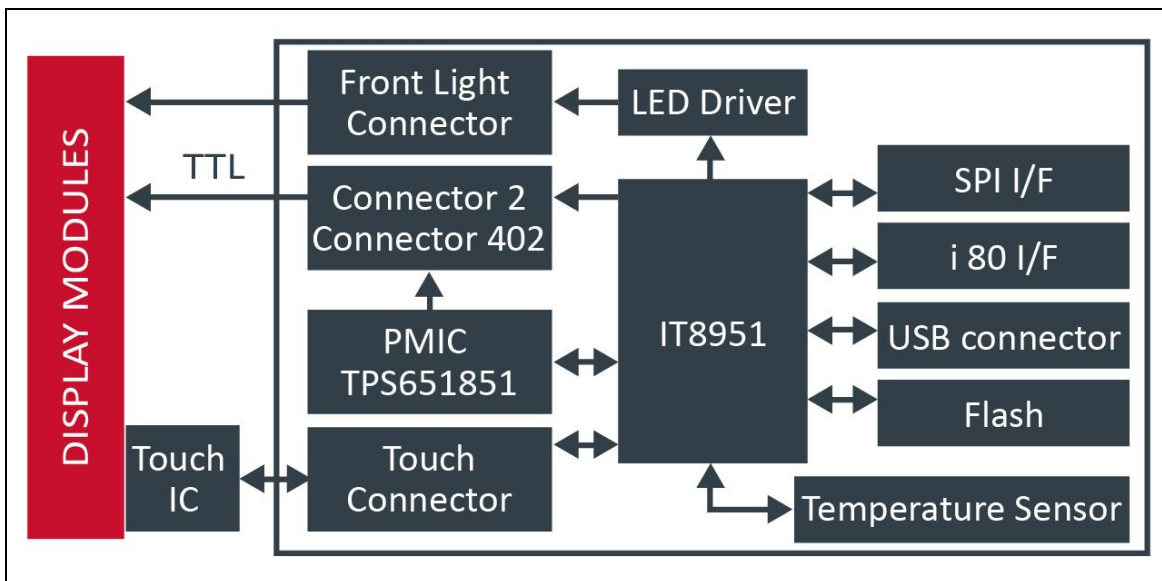 DISPLAY MODULES
TTL
Touch
IC
Front Light
Connector
Connector 2
Connector 402
PMIC
TPS651851
Touch
Connector
LED Driver
IT8951
SPI I/F
i 80 I/F
USB connector
Flash
Temperature Sensor